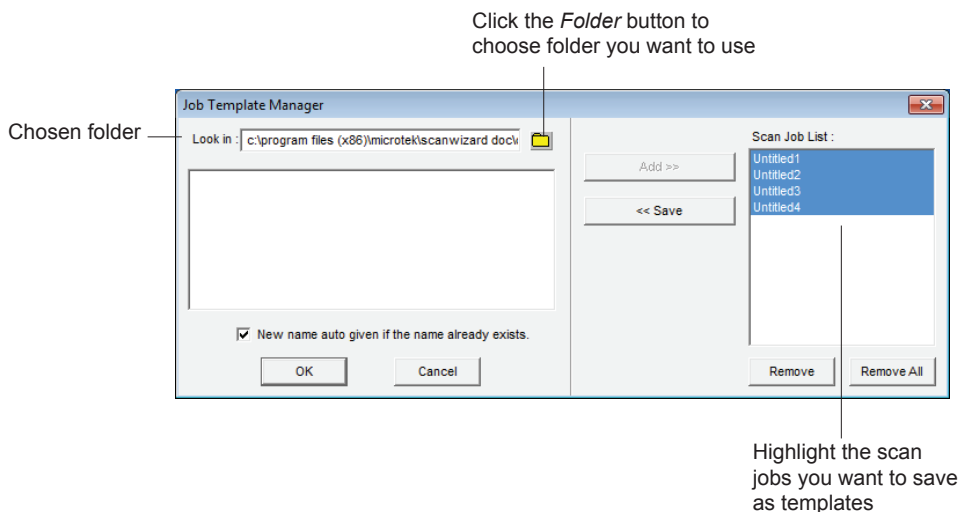 Click the Folder button to
choose folder you want to use
Job Template Manager
Chosen folder
Look in : c:\program files (x86)\microtek\scanwizard doc\
Scan Job List :
Add >>
<< Save
Untitled1
Untitled2
Untitled3
Untitled4
New name auto given if the name already exists.
OK
Cancel
Remove
Remove All
Highlight the scan
jobs you want to save
as templates